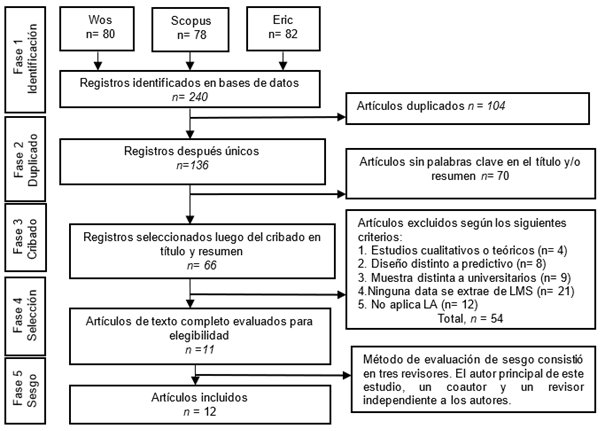 Fase 1
Identificación
Wos
n= 80
Scopus
n= 78
Eric
n= 82
Registros identificados en bases de datos
n= 240
Artículos duplicados n = 104
Fase 2
Duplicado
Registros después únicos
n=136
Artículos sin palabras clave en el título y/o
resumen n= 70
Fase 3
Cribado
Registros seleccionados luego del cribado en
título y resumen
n= 66
Artículos excluidos según los siguientes
criterios:
1. Estudios cualitativos o teóricos (n= 4)
2. Diseño distinto a predictivo (n= 8)
3. Muestra distinta a universitarios (n= 9)
4.Ninguna data se extrae de LMS (n= 21)
5. No aplica LA (n= 12)
Total, n = 54
Fase 4
Selección
Artículos de texto completo evaluados para
elegibilidad
n =11
Fase 5
Sesgo
Artículos incluidos
n = 12
Método de evaluación de sesgo consistió
en tres revisores. El autor principal de este
estudio, un coautor y un revisor
independiente a los autores.